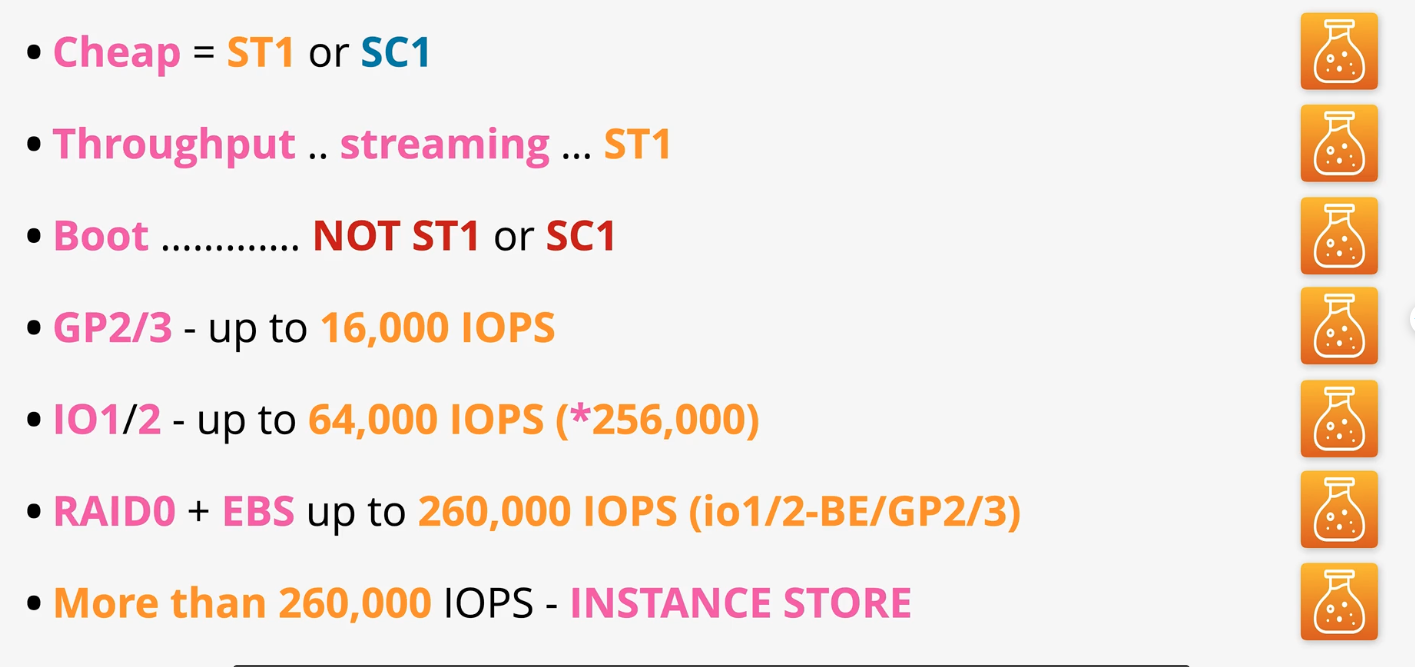 • Cheap = ST1 or SC1
• Throughput .. streaming ... ST1
• Boot ............. NOT ST1 or SC1
• GP2/3 - up to 16,000 IOPS
• IO1/2 - up to 64,000 IOPS (*256,000)
• RAID0 + EBS up to 260,000 IOPS (io1/2-BE/GP2/3)
• More than 260,000 IOPS - INSTANCE STORE